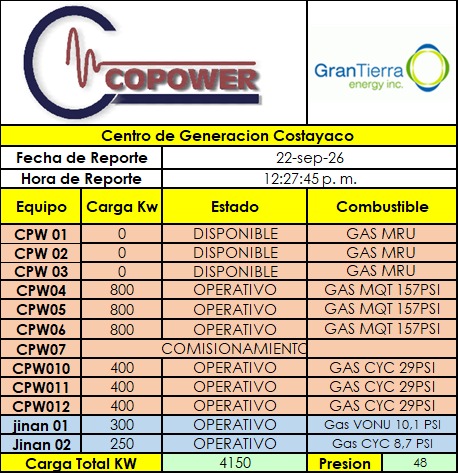 COPOWER
GranTierra
energy inc.
Centro de Generacion Costayaco
Fecha de Reporte 22-sep-26
Hora de Reporte 12:27:45 p. m.
Equipo Carga Kw Estado Combustible
CPW 01 0 DISPONIBLE GAS MRU
CPW 02 0 DISPONIBLE GAS MRU
CPW 03 0 DISPONIBLE GAS MRU
CPW04 800 OPERATIVO GAS MQT 157PSI
CPW05 800 OPERATIVO GAS MQT 157PSI
CPW06 800 OPERATIVO GAS MQT 157PSI
CPW07 COMISIONAMIENTO
CPW010 400 OPERATIVO GAS CYC 29PSI
CPW011 400 OPERATIVO GAS CYC 29PSI
CPW012 400 OPERATIVO GAS CYC 29PSI
jinan 01 300 OPERATIVO Gas VONU 10,1 PSI
Jinan 02 250 OPERATIVO Gas CYC 8,7 PSI
Carga Total KW 4150 Presion 48